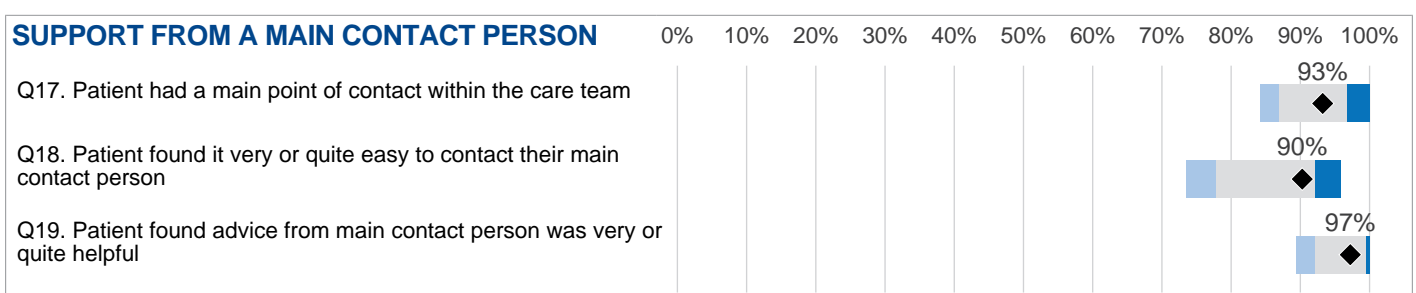 SUPPORT FROM A MAIN CONTACT PERSON 0% 10% 20% 30% 40% 50% 60% 70% 80% 90% 100%
93%
Q17. Patient had a main point of contact within the care team
90%
Q18. Patient found it very or quite easy to contact their main
contact person
97%
Q19. Patient found advice from main contact person was very or
quite helpful